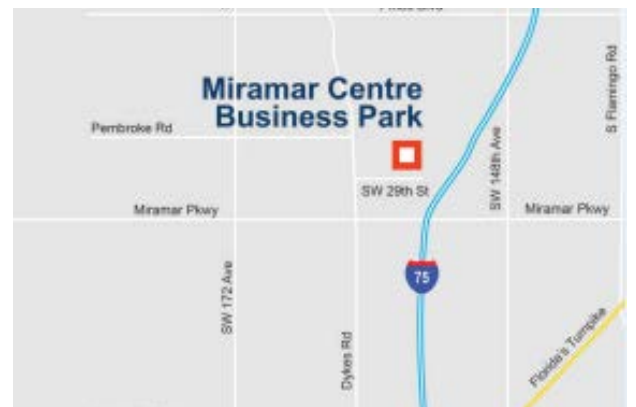 Miramar Centre
Business Park
S Flamingo Rd
Pembroke Rd
SW 148th Ave
SW 29th St
Miramar Pkwy
Miramar Pkwy
75
SW 172 Ave
Dykes Rd
Florida's Turnpike